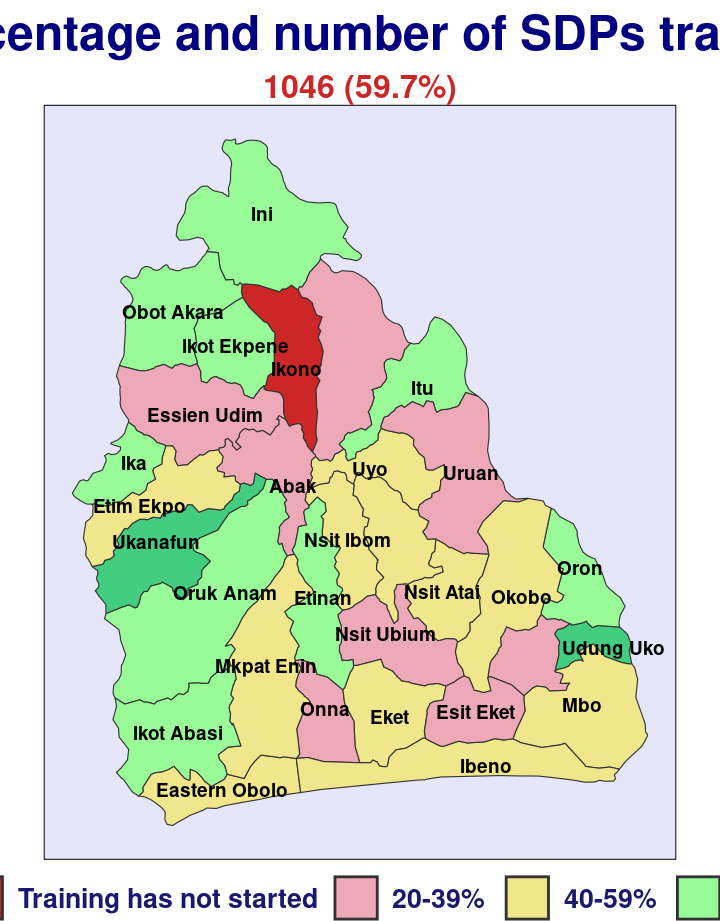 centage and number of SDPs tra
1046 (59.7%)
Ini
Obot Akara
Ikot Ekpene
Ikono
Itu
Essien Udim
Ika
Uyo
Uruan
Abak
Etim Ekpo
Ukanafun
Nsit Ibom
Oron
Oruk Anam
Etinan
Nsit Atai
Okobo
Nsit Ubium
Udung Uko
Mkpat Enin
Onna
Eket
Esit Eket
Mbo
Ikot Abasi
Ibeno
Eastern Obolo
Training has not started 20-39% 40-59%